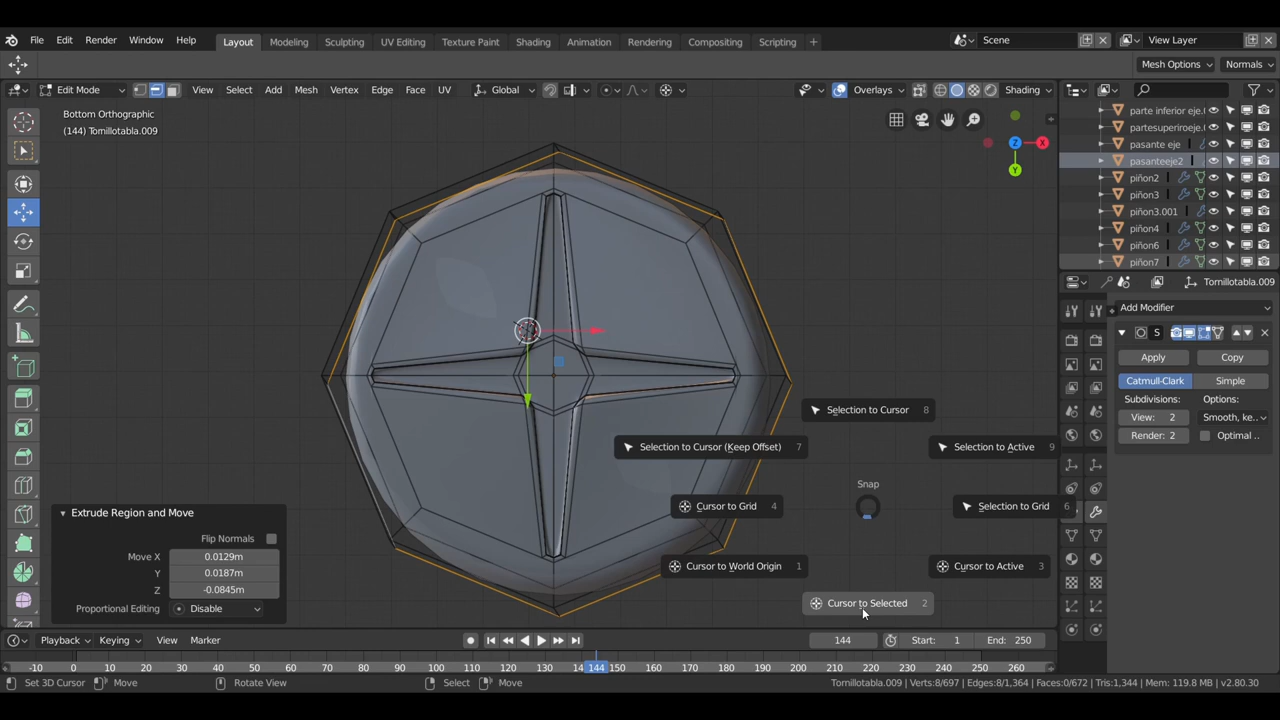 File Edit Render Window Help Layout Modeling Sculpting UV Editing Texture Paint Shading Animation Rendering Compositing Scripting + Scene View Layer
Mesh Options Normals
Edit Mode View Select Add Mesh Vertex Edge Face UV Global Overlays Shading
Bottom Orthographic
(144) Tornillotabla.009
X
Z
Y
parte inferior eje.
partesuperiroeje.
pasante eje
pasanteeje2
piñon2
piñon3
piñon3.001
piñon4
piñon6
piñon7
Tornillotabla.009
Add Modifier
S
Apply Copy
Catmull-Clark Simple
Subdivisions: Options:
View: 2 Smooth, ke..
Render: 2 Optimal ..
Selection to Cursor 8
Selection to Cursor (Keep Offset) 7
Selection to Active 9
Snap
Cursor to Grid 4
Selection to Grid 6
Cursor to World Origin 1
Cursor to Active 3
Cursor to Selected 2
Extrude Region and Move
Flip Normals
Move X 0.0129m
Y 0.0187m
Z -0.0845m
Proportional Editing Disable
Playback Keying View Marker 144 Start: 1 End: 250
-10 0 10 20 30 40 50 60 70 80 90 100 110 120 130 14 144 150 160 170 180 190 200 210 220 230 240 250 260
Set 3D Cursor Move Rotate View Select Move Tornillotabla.009 | Verts:8/697 | Edges:8/1,364 | Faces:0/672 | Tris:1,344 | Mem: 119.8 MB | v2.80.30